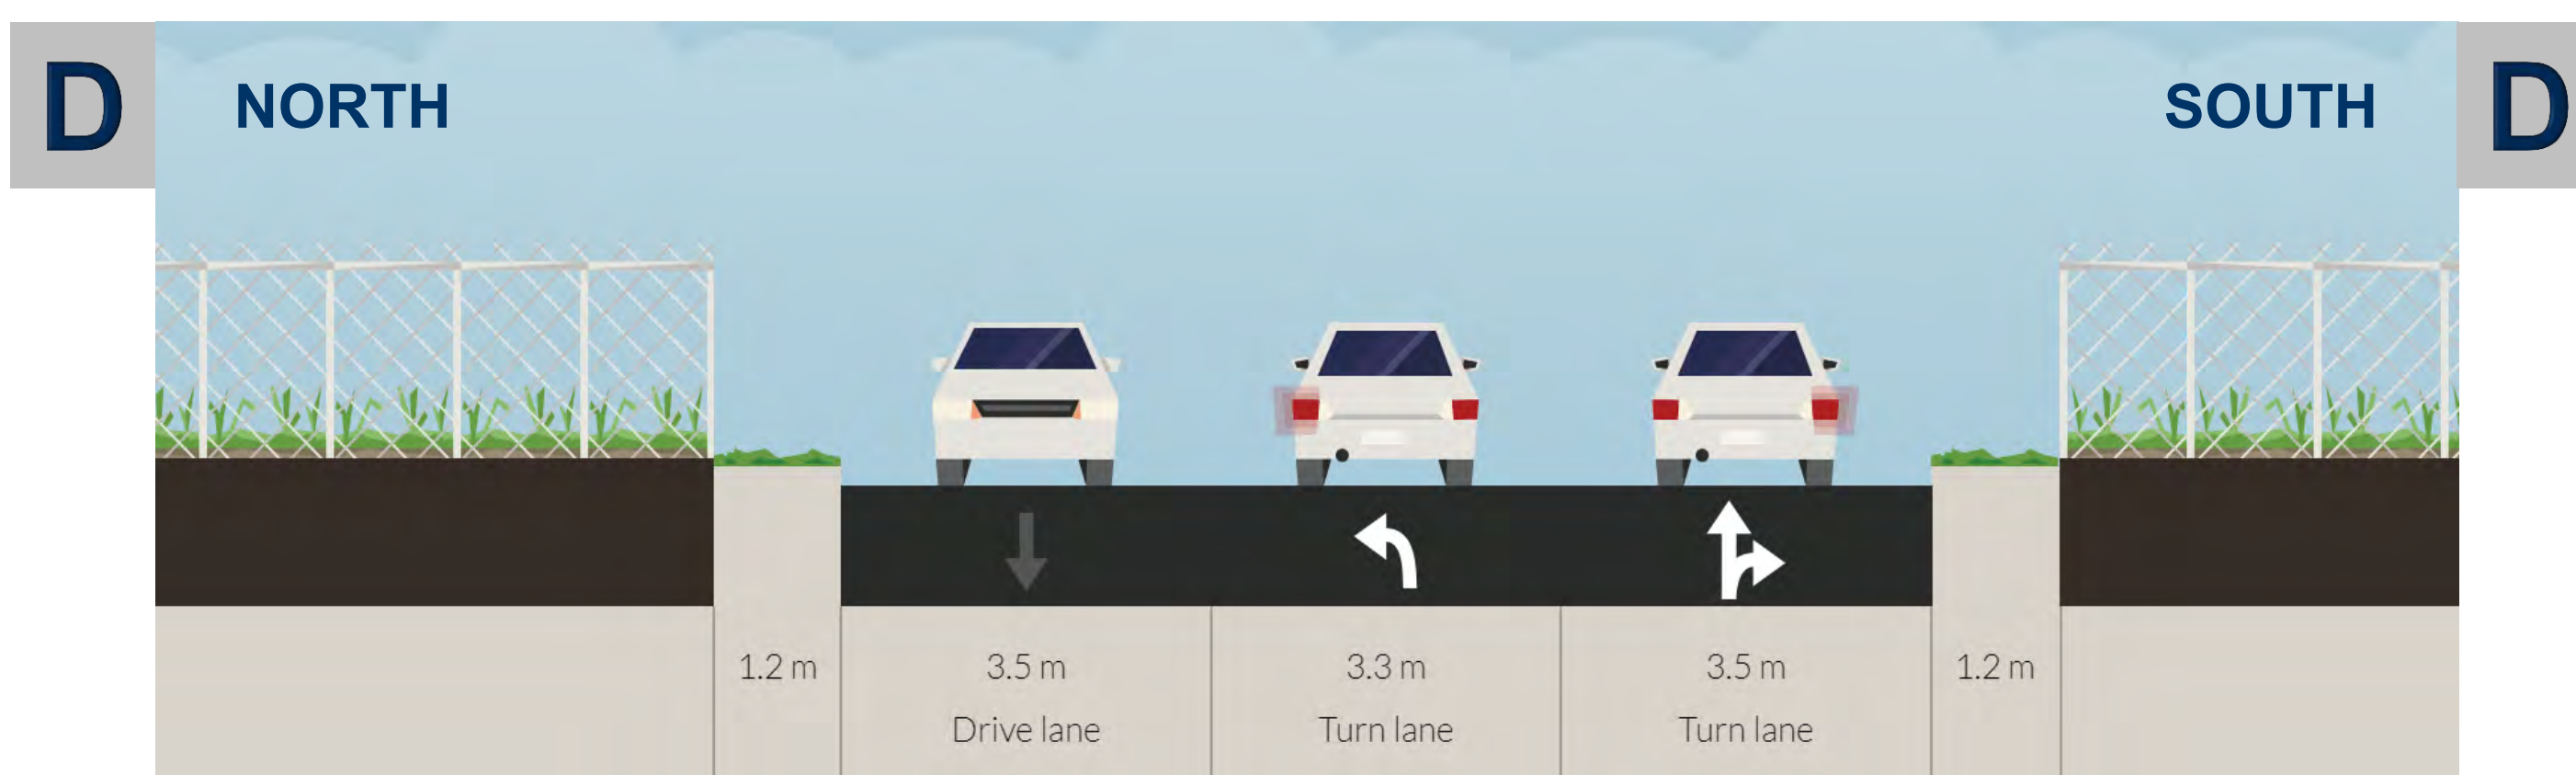 D NORTH SOUTH D
1.2 m 3.5 m 3.3 m 3.5 m 1.2 m
Drive lane Turn lane Turn lane